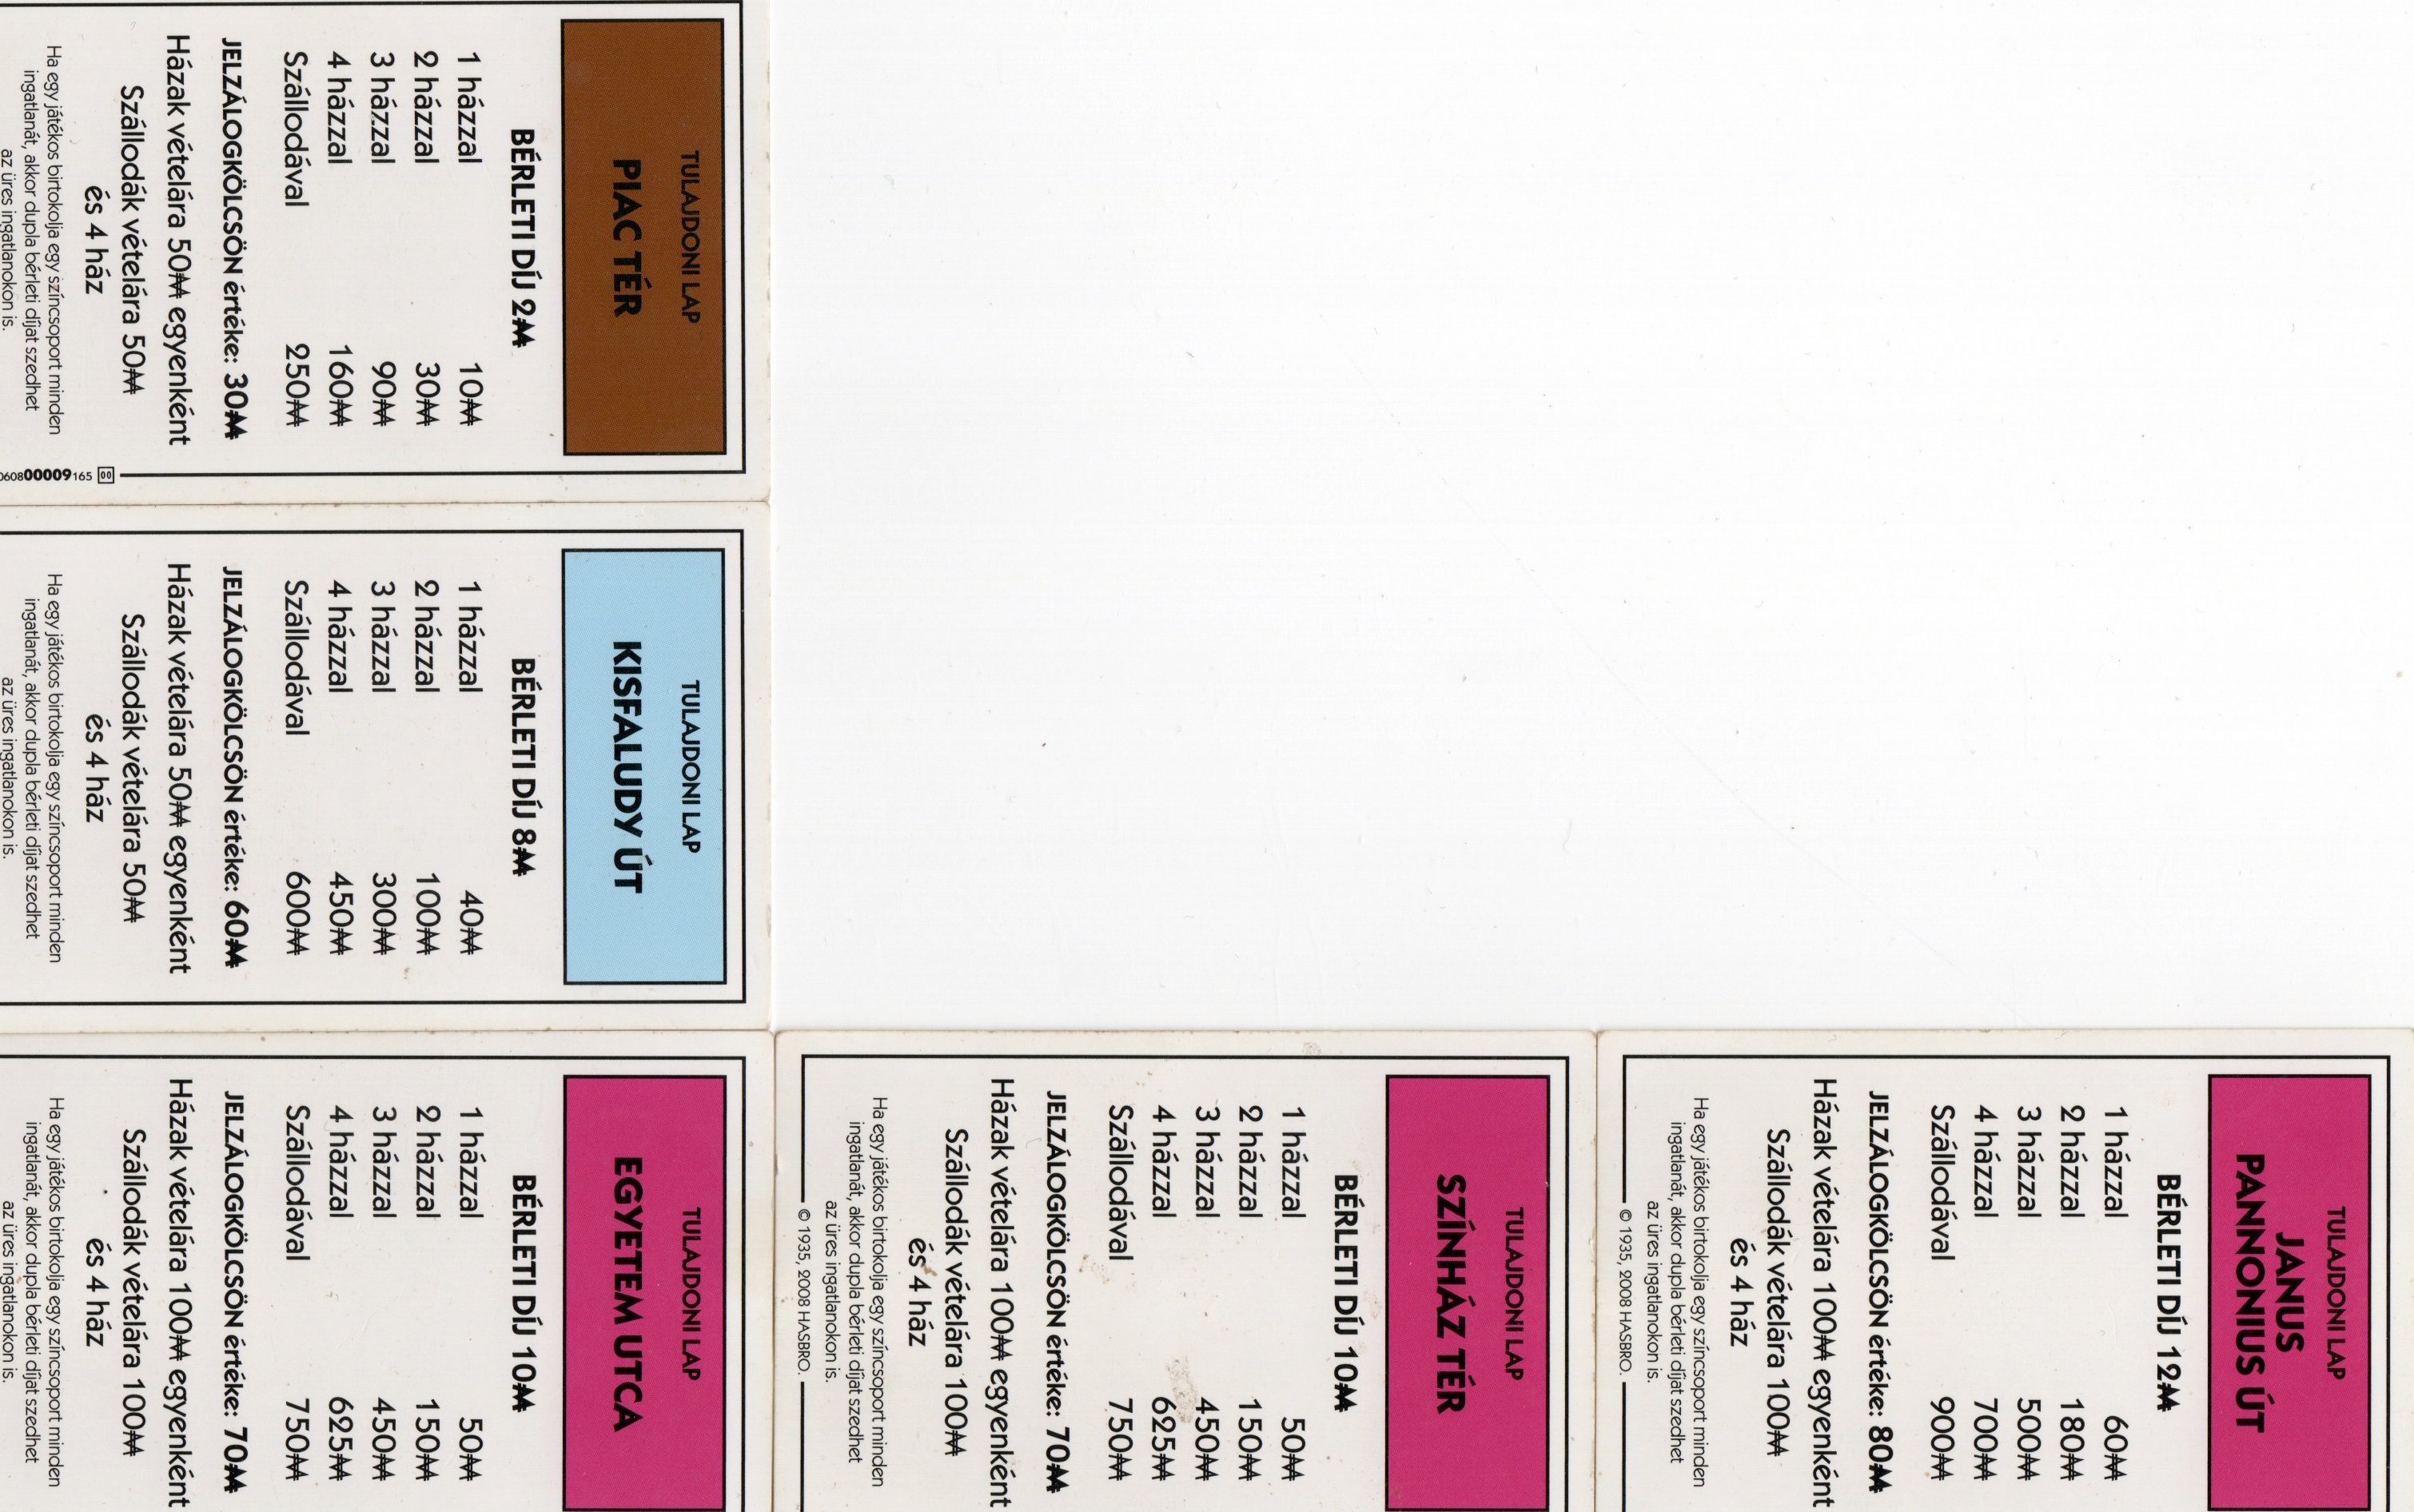 TULAJDONI LAP
PIAC TÉR
BÉRLETI DÍJ 2₩
1 házzal 10₩
2 házzal 30₩
3 házzal 90₩
4 házzal 160₩
Szállodával 250₩
JELZÁLOGKÖLCSÖN értéke: 30₩
Házak vételára 50₩ egyenként
Szállodák vételára 50₩
és 4 ház
Ha egy játékos birtokolja egy színcsoport minden
ingatlanát, akkor dupla bérleti díjat szedhet
az üres ingatlanokon is.
060800009165 00
TULAJDONI LAP
KISFALUDY ÚT
BÉRLETI DÍJ 8₩
1 házzal 40₩
2 házzal 100₩
3 házzal 300₩
4 házzal 450₩
Szállodával 600₩
JELZÁLOGKÖLCSÖN értéke: 60₩
Házak vételára 50₩ egyenként
Szállodák vételára 50₩
és 4 ház
Ha egy játékos birtokolja egy színcsoport minden
ingatlanát, akkor dupla bérleti díjat szedhet
az üres ingatlanokon is.
TULAJDONI LAP
EGYETEM UTCA
BÉRLETI DÍJ 10₩
1 házzal 50₩
2 házzal 150₩
3 házzal 450₩
4 házzal 625₩
Szállodával 750₩
JELZÁLOGKÖLCSÖN értéke: 70₩
Házak vételára 100₩ egyenként
Szállodák vételára 100₩
és 4 ház
Ha egy játékos birtokolja egy színcsoport minden
ingatlanát, akkor dupla bérleti díjat szedhet
az üres ingatlanokon is.
TULAJDONI LAP
SZÍNHÁZ TÉR
BÉRLETI DÍJ 10₩
1 házzal 50₩
2 házzal 150₩
3 házzal 450₩
4 házzal 625₩
Szállodával 750₩
JELZÁLOGKÖLCSÖN értéke: 70₩
Házak vételára 100₩ egyenként
Szállodák vételára 100₩
és 4 ház
Ha egy játékos birtokolja egy színcsoport minden
ingatlanát, akkor dupla bérleti díjat szedhet
az üres ingatlanokon is.
© 1935, 2008 HASBRO.
TULAJDONI LAP
JANUS
PANNONIUS ÚT
BÉRLETI DÍJ 12₩
1 házzal 60₩
2 házzal 180₩
3 házzal 500₩
4 házzal 700₩
Szállodával 900₩
JELZÁLOGKÖLCSÖN értéke: 80₩
Házak vételára 100₩ egyenként
Szállodák vételára 100₩
és 4 ház
Ha egy játékos birtokolja egy színcsoport minden
ingatlanát, akkor dupla bérleti díjat szedhet
az üres ingatlanokon is.
© 1935, 2008 HASBRO.